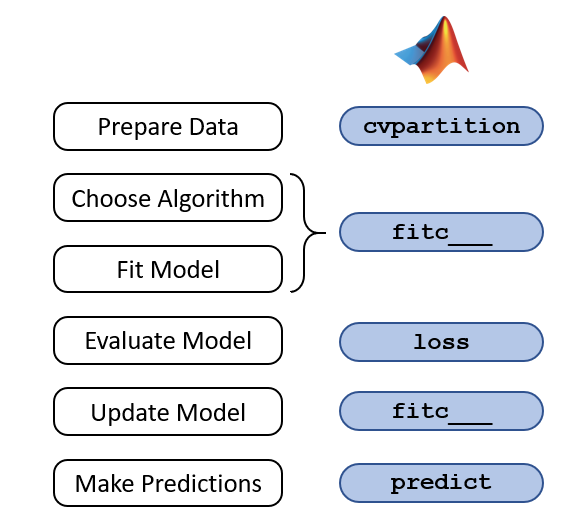 Prepare Data
cvpartition
Choose Algorithm
fitc___
Fit Model
Evaluate Model
loss
Update Model
fitc___
Make Predictions
predict